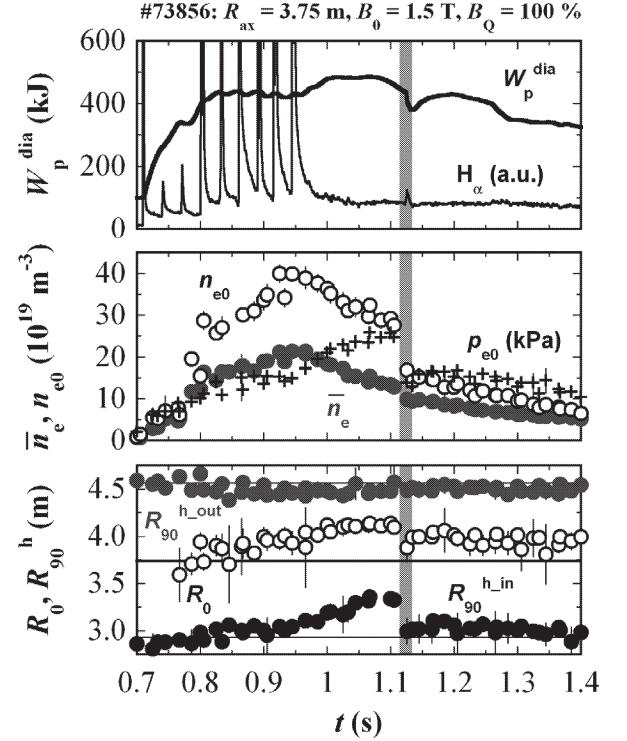 #73856: R_ax = 3.75 m, B_0 = 1.5 T, B_Q = 100 %
W_p^dia (kJ)
600
400
200
0
W_p^dia
H_α (a.u.)
n̅_e, n_e0 (10^19 m^-3)
40
30
20
10
0
n_e0
p_e0 (kPa)
n̅_e
R_0, R_90^h (m)
4.5
4.0
3.5
3.0
R_90^h_out
R_0
R_90^h_in
0.7 0.8 0.9 1 1.1 1.2 1.3 1.4
t (s)